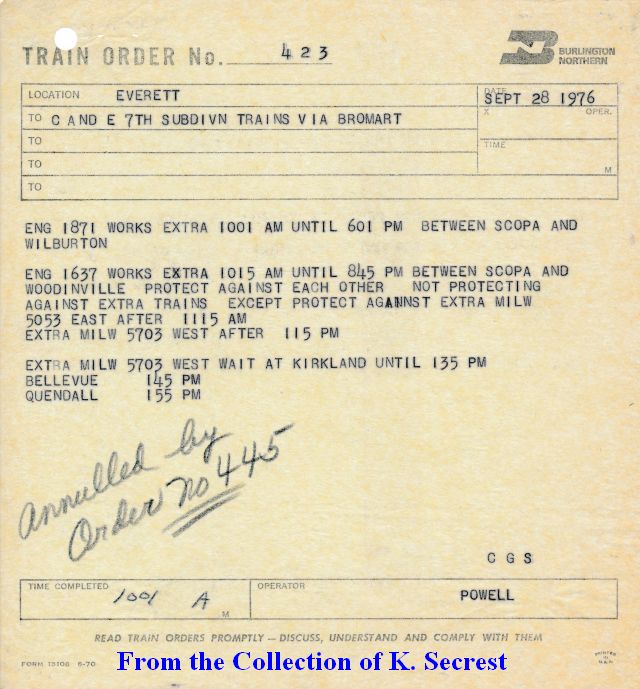 TRAIN ORDER No. 423
BURLINGTON
NORTHERN
LOCATION EVERETT
DATE
SEPT 28 1976
TO C AND E 7TH SUBDIVN TRAINS VIA BROMART
X OPER.
TO
TIME
TO
M
TO
ENG 1871 WORKS EXTRA 1001 AM UNTIL 601 PM BETWEEN SCOPA AND
WILBURTON
ENG 1637 WORKS EXTRA 1015 AM UNTIL 845 PM BETWEEN SCOPA AND
WOODINVILLE PROTECT AGAINST EACH OTHER NOT PROTECTING
AGAINST EXTRA TRAINS EXCEPT PROTECT AGANNST EXTRA MILW
5053 EAST AFTER 1115 AM
EXTRA MILW 5703 WEST AFTER 115 PM
EXTRA MILW 5703 WEST WAIT AT KIRKLAND UNTIL 135 PM
BELLEVUE 145 PM
QUENDALL 155 PM
annulled by
Order no 445
C G S
TIME COMPLETED
1001 A
M
OPERATOR
POWELL
READ TRAIN ORDERS PROMPTLY — DISCUSS, UNDERSTAND AND COMPLY WITH THEM
FORM 15108 6-70
PRINTED IN U.S.A.
From the Collection of K. Secrest